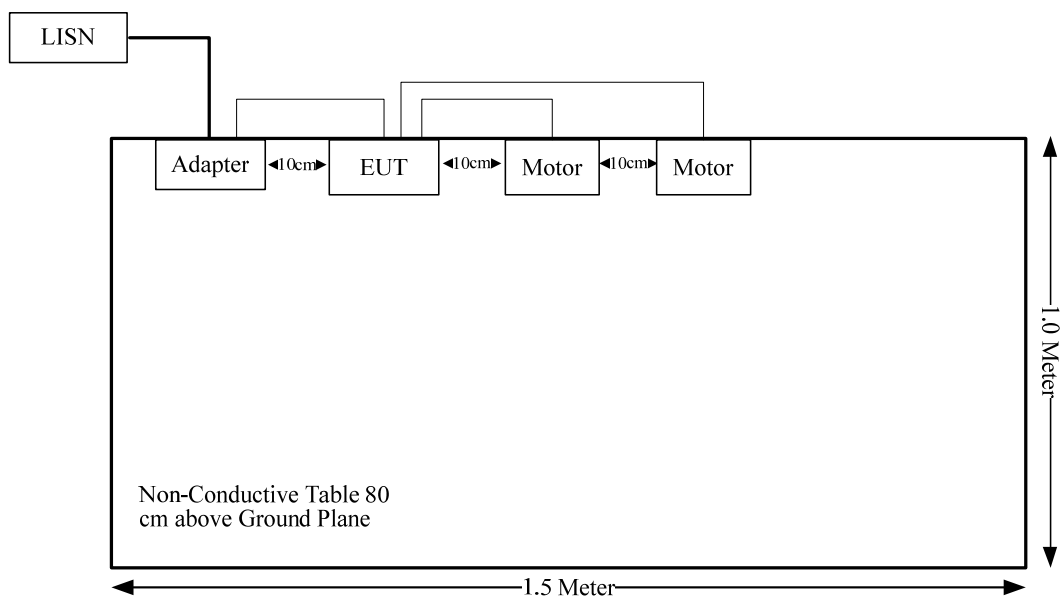 LISN
Adapter
10cm
EUT
10cm
Motor
10cm
Motor
1.0 Meter
Non-Conductive Table 80
cm above Ground Plane
1.5 Meter